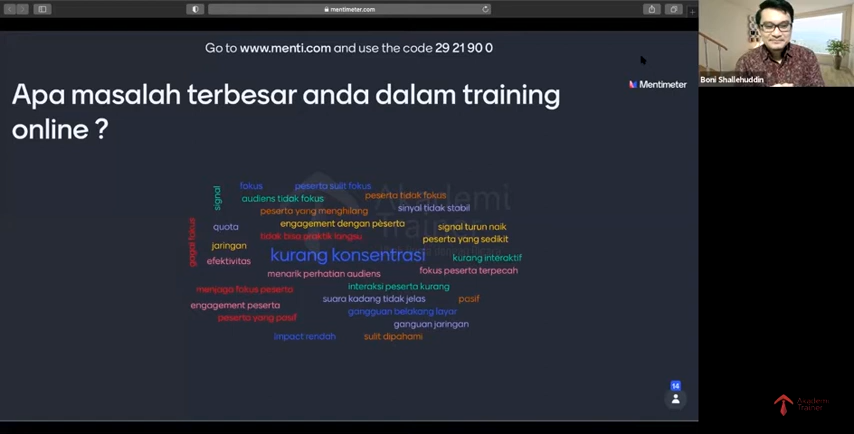 mentimeter.com
Go to www.menti.com and use the code 29 21 90 0
Mentimeter
Boni Shallehuddin
Apa masalah terbesar anda dalam training
online ?
signal
fokus
peserta sulit fokus
audiens tidak fokus
peserta tidak fokus
peserta yang menghilang
sinyal tidak stabil
quota
engagement dengan peserta
signal turun naik
gagal fokus
tidak bisa praktik langsu
peserta yang sedikit
jaringan
kurang konsentrasi
kurang interaktif
efektivitas
menarik perhatian audiens
fokus peserta terpecah
menjaga fokus peserta
interaksi peserta kurang
suara kadang tidak jelas
pasif
engagement peserta
gangguan belakang layar
peserta yang pasif
ganguan jaringan
impact rendah
sulit dipahami
Akademi
Trainer
14
Akademi
Trainer